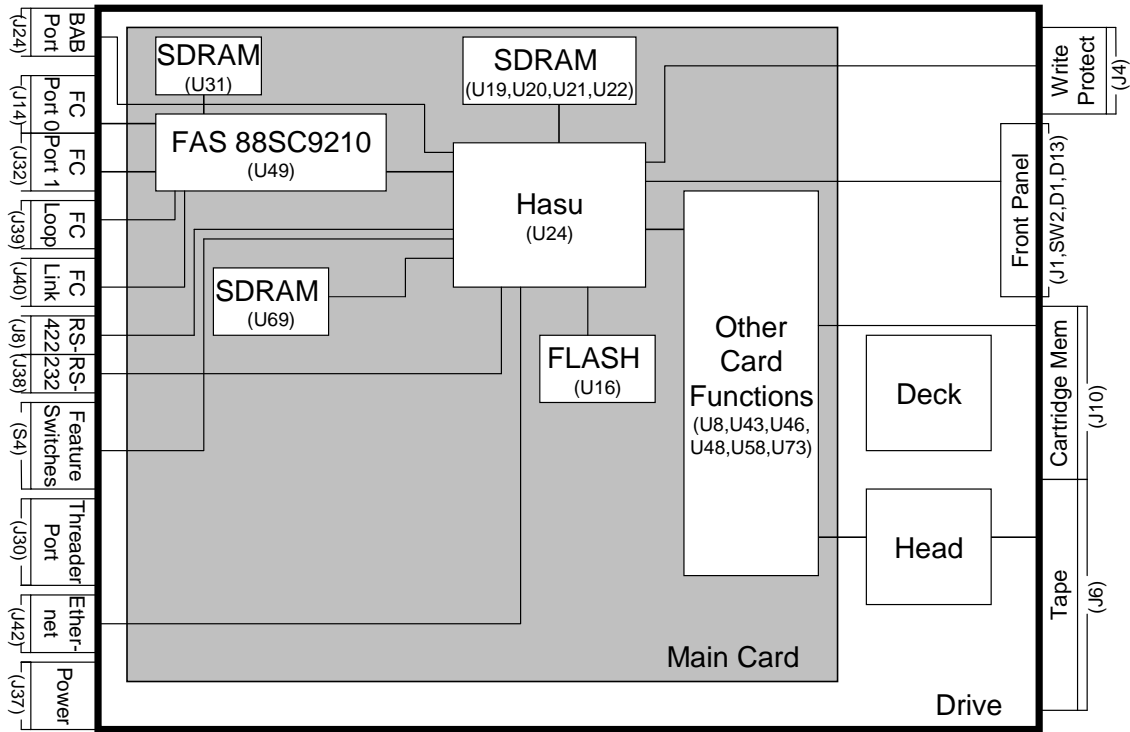 BAB
Port
(J24)
FC
Port 0
(J14)
FC
Port 1
(J32)
FC
Loop
(J39)
FC
Link
(J40)
RS-
422
(J8)
RS-
232
(J38)
Feature
Switches
(S4)
Threader
Port
(J30)
Ether-
net
(J42)
Power
(J37)
SDRAM
(U31)
FAS 88SC9210
(U49)
SDRAM
(U19,U20,U21,U22)
Hasu
(U24)
SDRAM
(U69)
FLASH
(U16)
Other
Card
Functions
(U8,U43,U46,
U48,U58,U73)
Deck
Head
Main Card
Drive
Write
Protect
(J4)
Front Panel
(J1,SW2,D1,D13)
Cartridge Mem
(J10)
Tape
(J6)